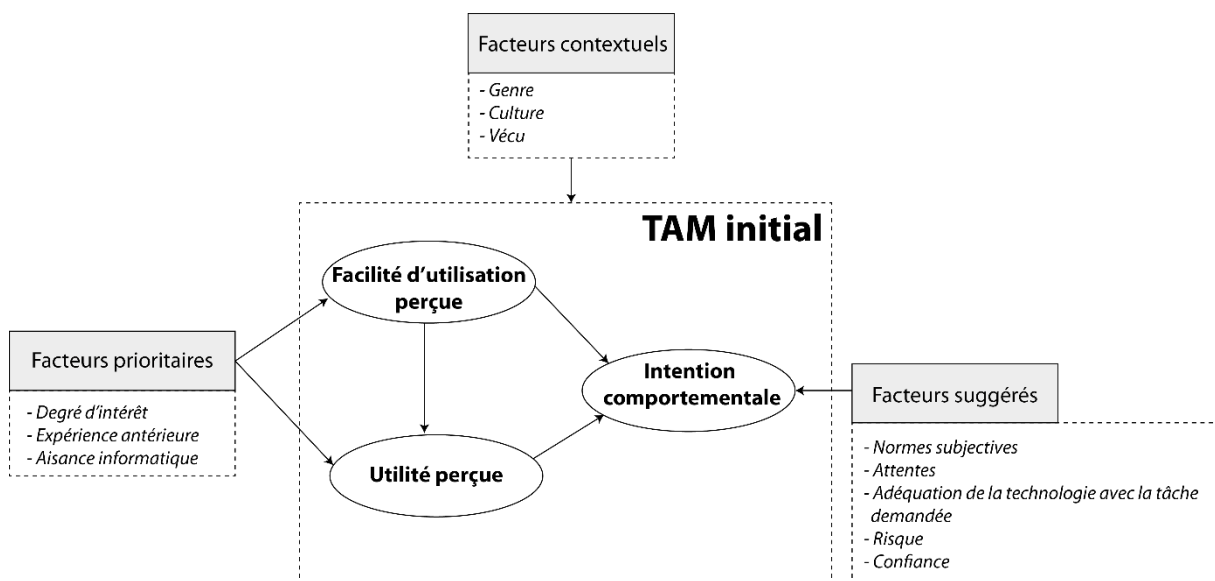 Facteurs contextuels
- Genre
- Culture
- Vécu
TAM initial
Facilité d’utilisation
perçue
Facteurs prioritaires
- Degré d’intérêt
- Expérience antérieure
- Aisance informatique
Utilité perçue
Intention
comportementale
Facteurs suggérés
- Normes subjectives
- Attentes
- Adéquation de la technologie avec la tâche
demandée
- Risque
- Confiance